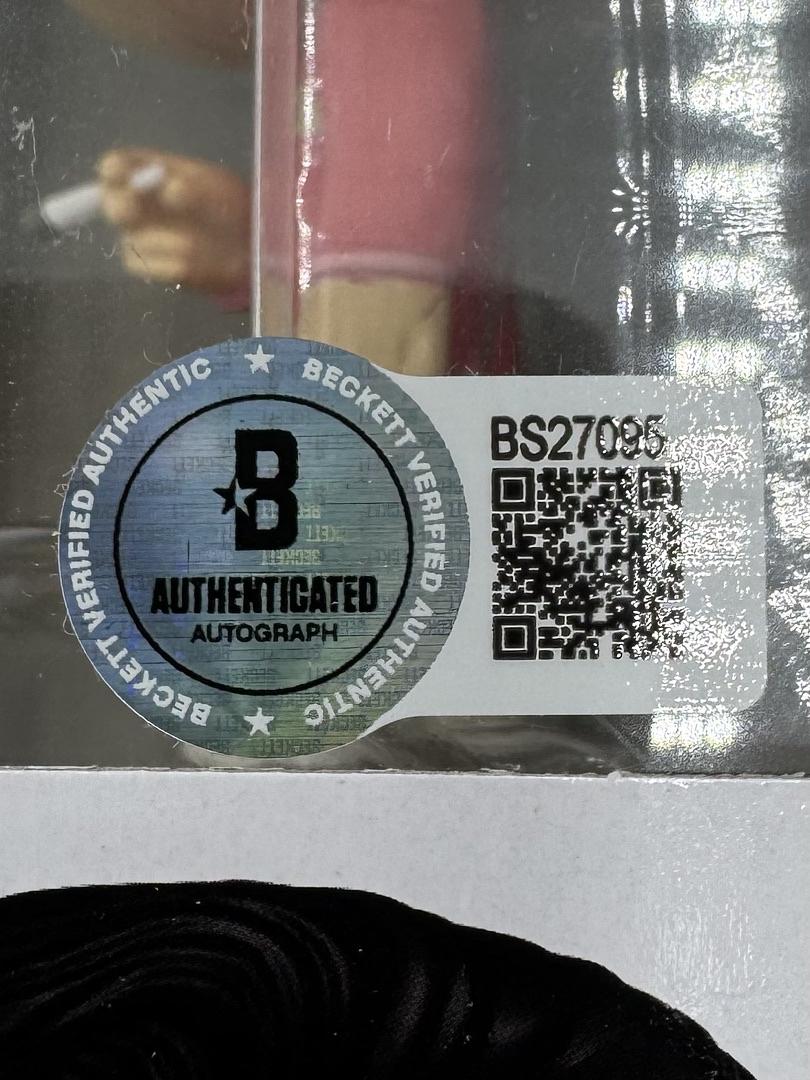 BECKETT VERIFIED AUTHENTIC
BECKETT VERIFIED AUTHENTIC
B
AUTHENTICATED
AUTOGRAPH
BS27095